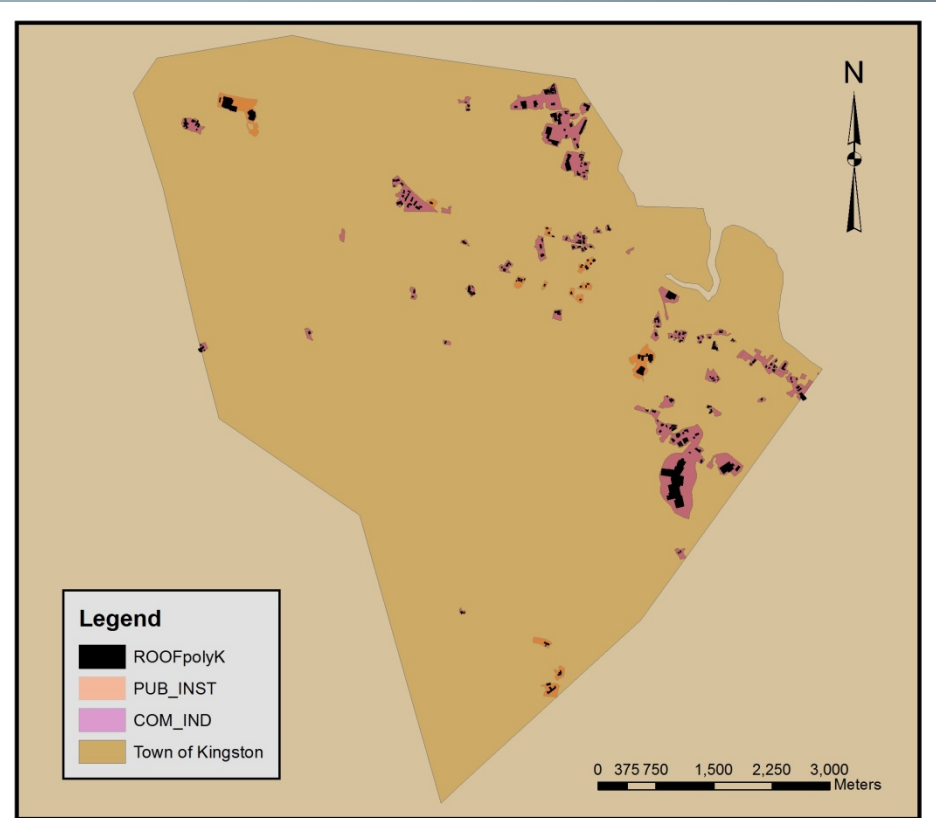 N
Legend
ROOFpolyK
PUB_INST
COM_IND
Town of Kingston
0 375 750 1,500 2,250 3,000
Meters